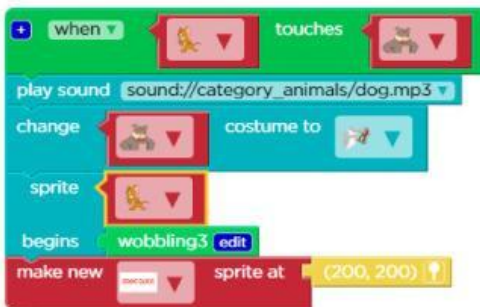 + when ▼ touches
play sound sound://category_animals/dog.mp3 ▼
change costume to
sprite
begins wobbling3 edit
make new sprite at (200, 200)